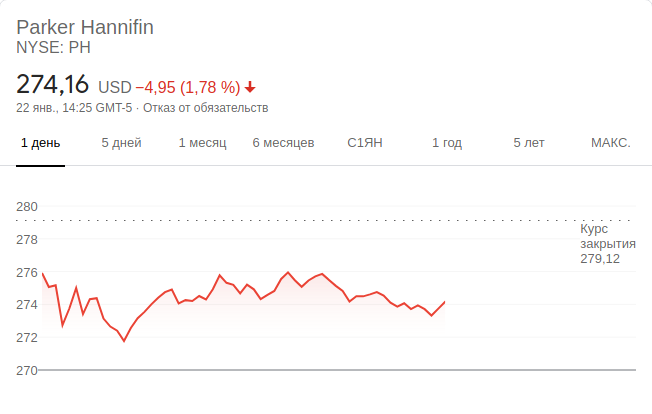 Parker Hannifin
NYSE: PH
274,16 USD −4,95 (1,78 %)
22 янв., 14:25 GMT-5 · Отказ от обязательств
1 день 5 дней 1 месяц 6 месяцев С1ЯН 1 год 5 лет МАКС.
280
278
276
274
272
270
Курс
закрытия
279,12